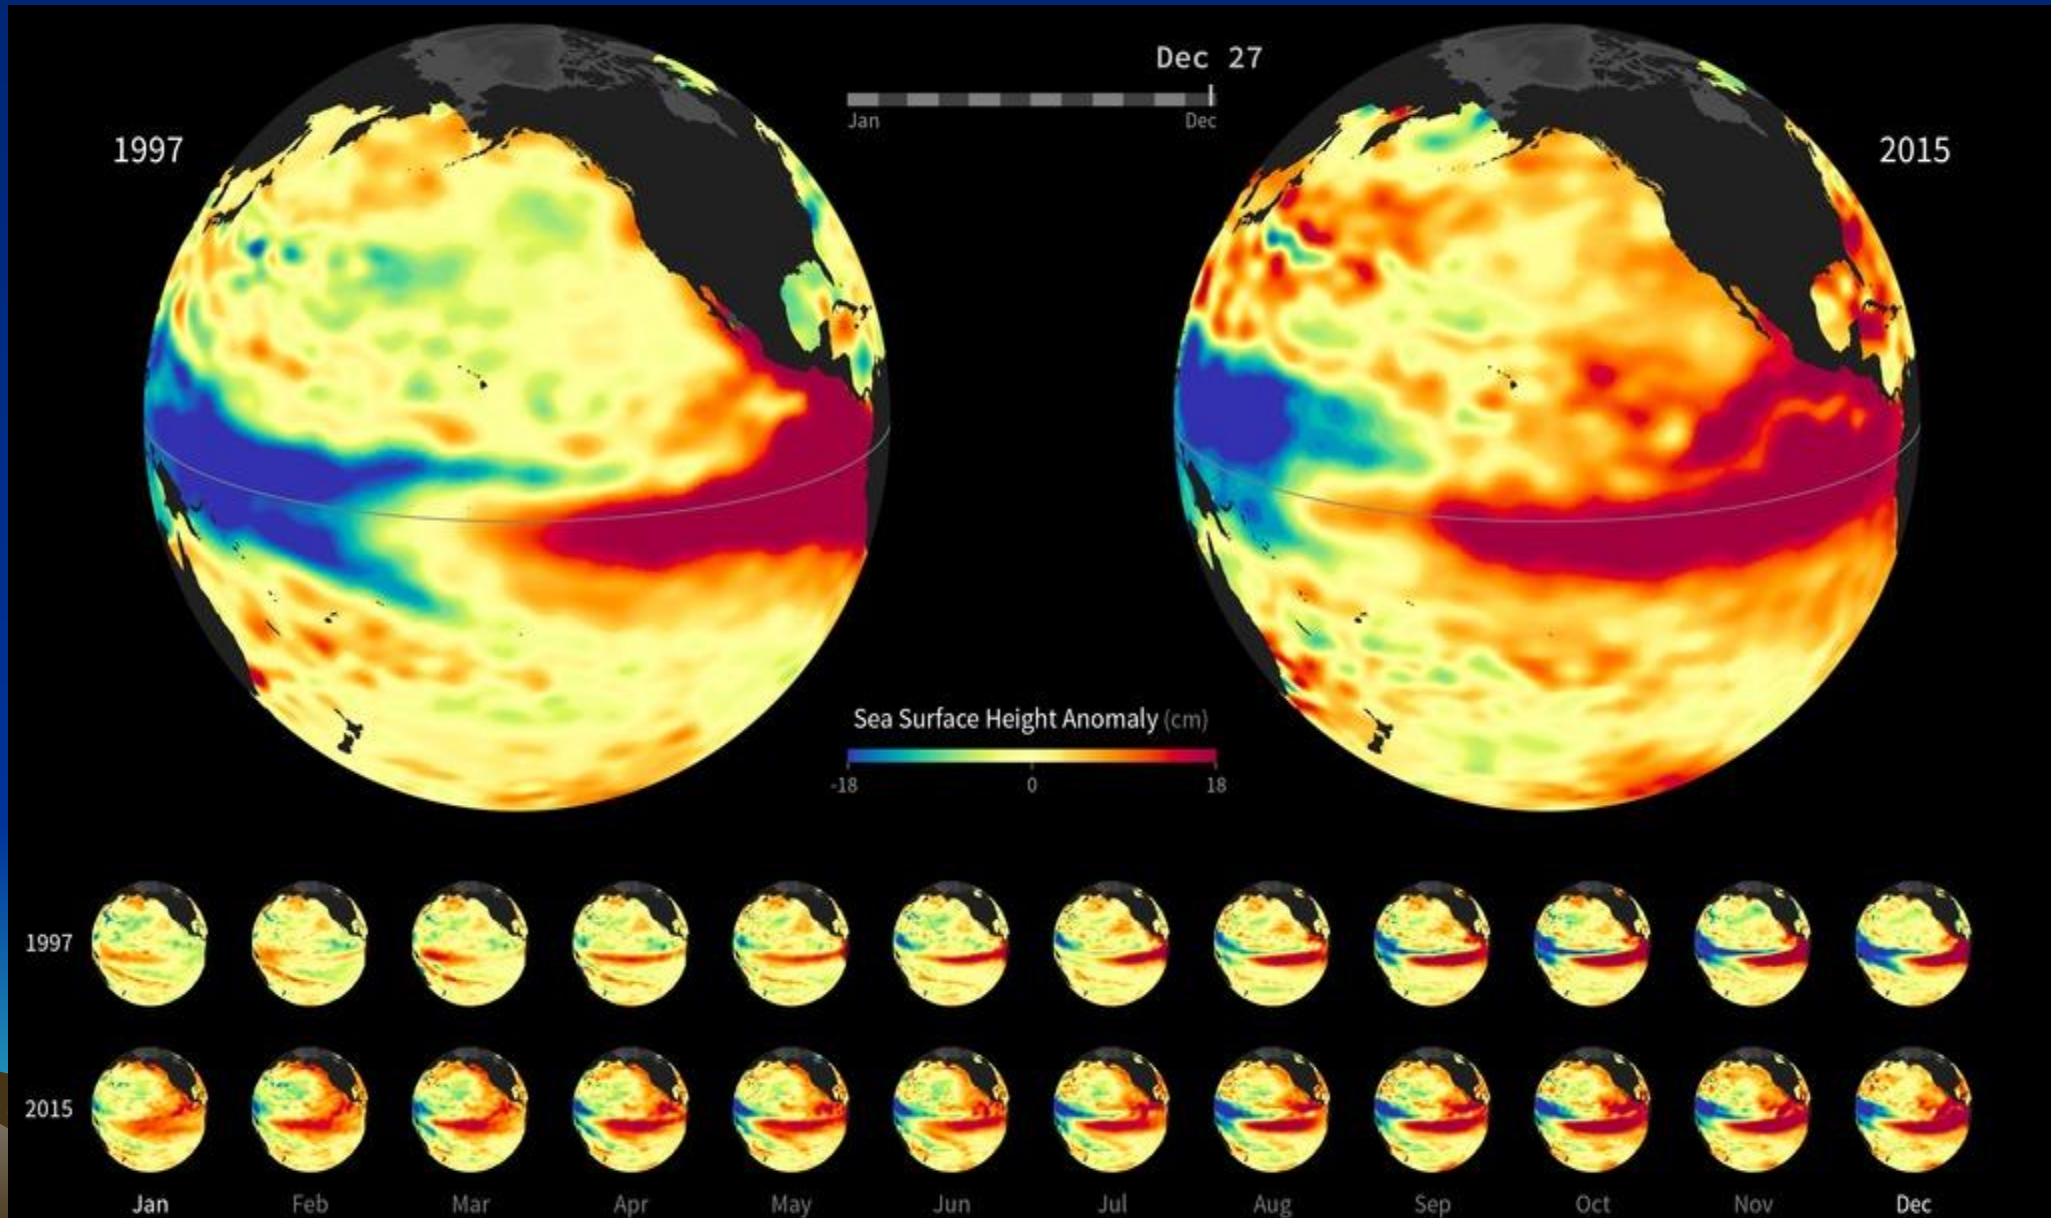 Dec 27
Jan Dec
1997
2015
Sea Surface Height Anomaly (cm)
-18 0 18
1997
2015
Jan Feb Mar Apr May Jun Jul Aug Sep Oct Nov Dec